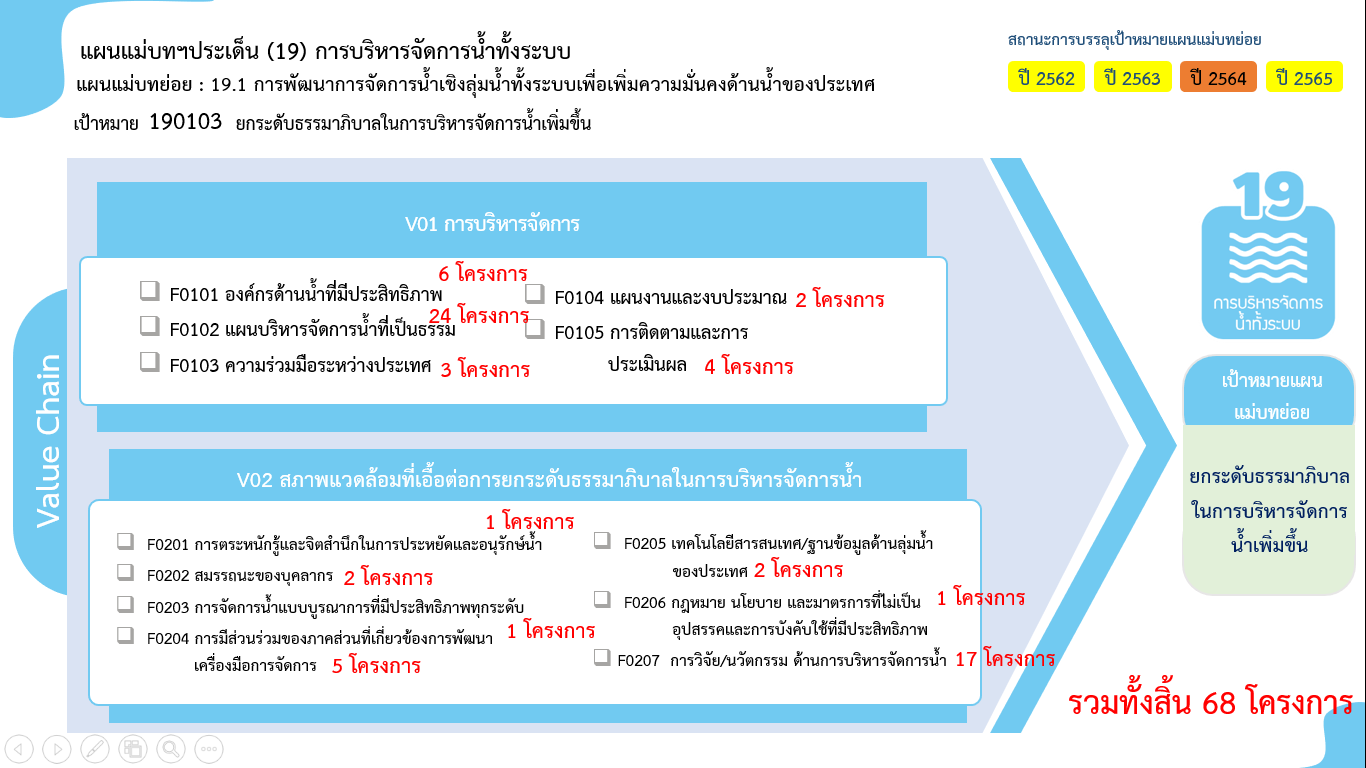 แผนแม่บทฯประเด็น (19) การบริหารจัดการน้ำทั้งระบบ
แผนแม่บทย่อย : 19.1 การพัฒนาการจัดการน้ำเชิงลุ่มน้ำทั้งระบบเพื่อเพิ่มความมั่นคงด้านน้ำของประเทศ
เป้าหมาย 190103 ยกระดับธรรมาภิบาลในการบริหารจัดการน้ำเพิ่มขึ้น
สถานะการบรรลุเป้าหมายแผนแม่บทย่อย
ปี 2562 ปี 2563 ปี 2564 ปี 2565
Value Chain
V01 การบริหารจัดการ
F0101 องค์กรด้านน้ำที่มีประสิทธิภาพ 6 โครงการ
F0102 แผนบริหารจัดการน้ำที่เป็นธรรม 24 โครงการ
F0103 ความร่วมมือระหว่างประเทศ 3 โครงการ
F0104 แผนงานและงบประมาณ 2 โครงการ
F0105 การติดตามและการ
ประเมินผล 4 โครงการ
V02 สภาพแวดล้อมที่เอื้อต่อการยกระดับธรรมาภิบาลในการบริหารจัดการน้ำ
1 โครงการ
F0201 การตระหนักรู้และจิตสำนึกในการประหยัดและอนุรักษ์น้ำ
F0202 สมรรถนะของบุคลากร 2 โครงการ
F0203 การจัดการน้ำแบบบูรณาการที่มีประสิทธิภาพทุกระดับ
1 โครงการ
F0204 การมีส่วนร่วมของภาคส่วนที่เกี่ยวข้องการพัฒนา
เครื่องมือการจัดการ 5 โครงการ
F0205 เทคโนโลยีสารสนเทศ/ฐานข้อมูลด้านลุ่มน้ำ
ของประเทศ 2 โครงการ
F0206 กฎหมาย นโยบาย และมาตรการที่ไม่เป็น 1 โครงการ
อุปสรรคและการบังคับใช้ที่มีประสิทธิภาพ
F0207 การวิจัย/นวัตกรรม ด้านการบริหารจัดการน้ำ 17 โครงการ
19
การบริหารจัดการ
น้ำทั้งระบบ
เป้าหมายแผน
แม่บทย่อย
ยกระดับธรรมาภิบาล
ในการบริหารจัดการ
น้ำเพิ่มขึ้น
รวมทั้งสิ้น 68 โครงการ